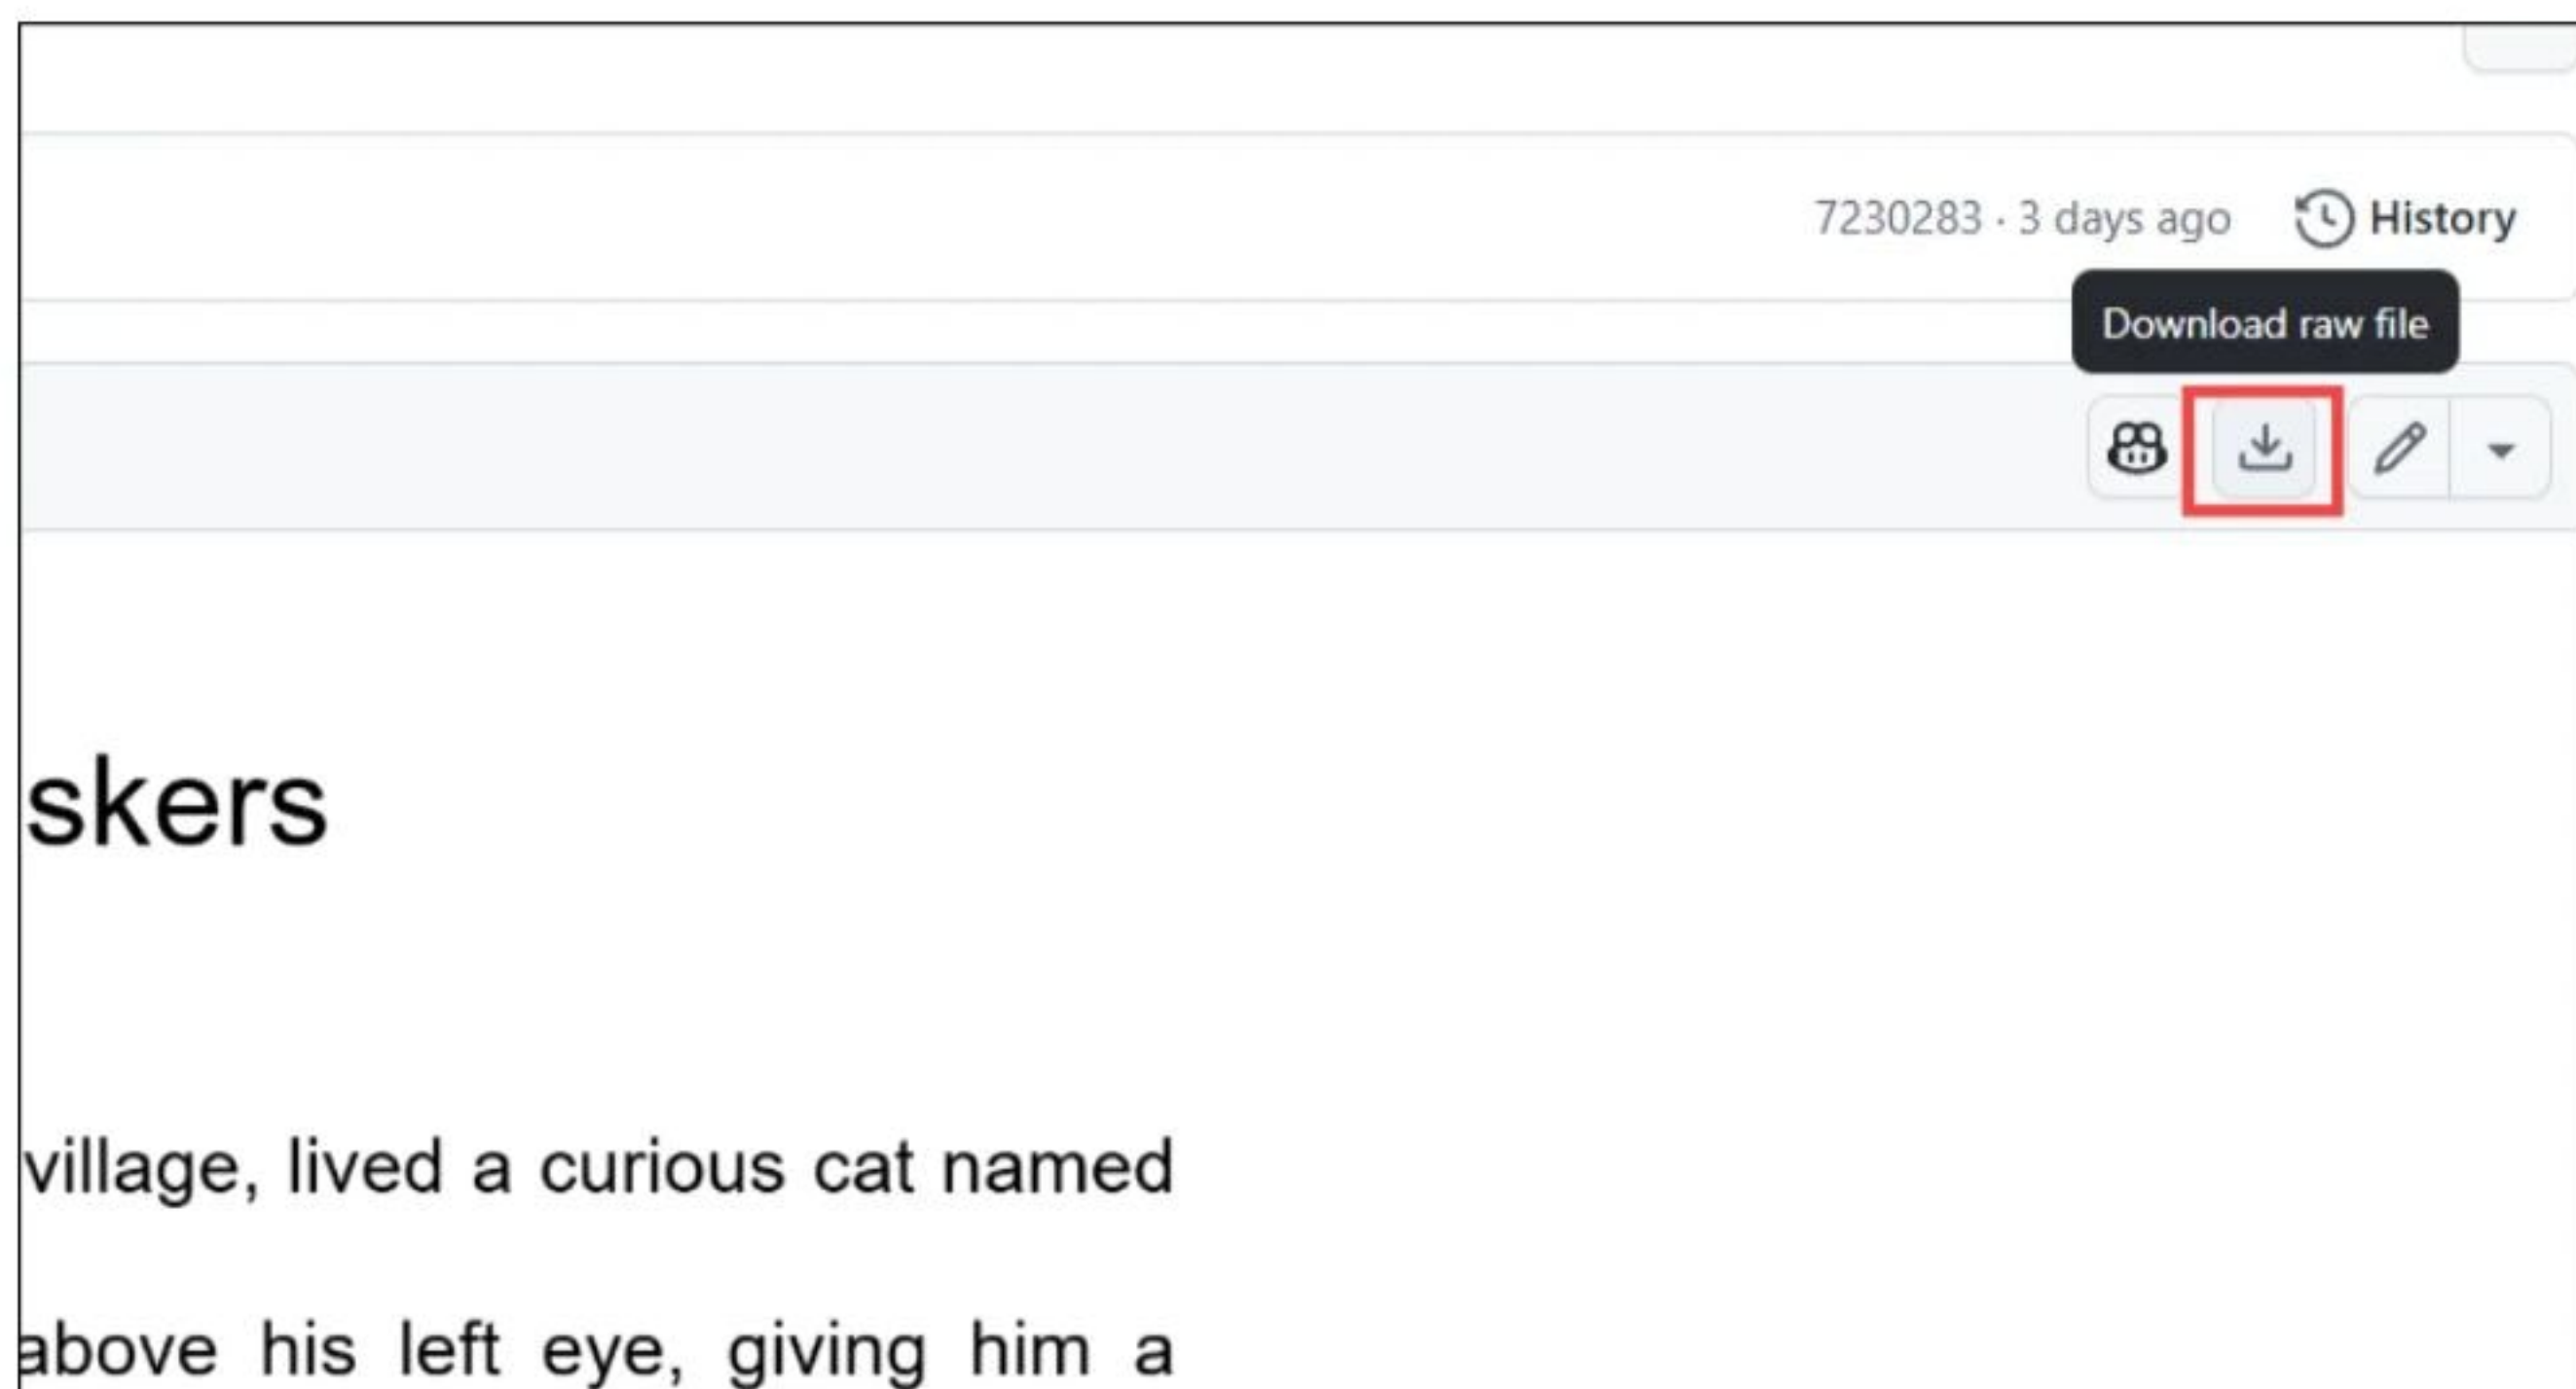 7230283 · 3 days ago History
Download raw file
skers
village, lived a curious cat named
above his left eye, giving him a